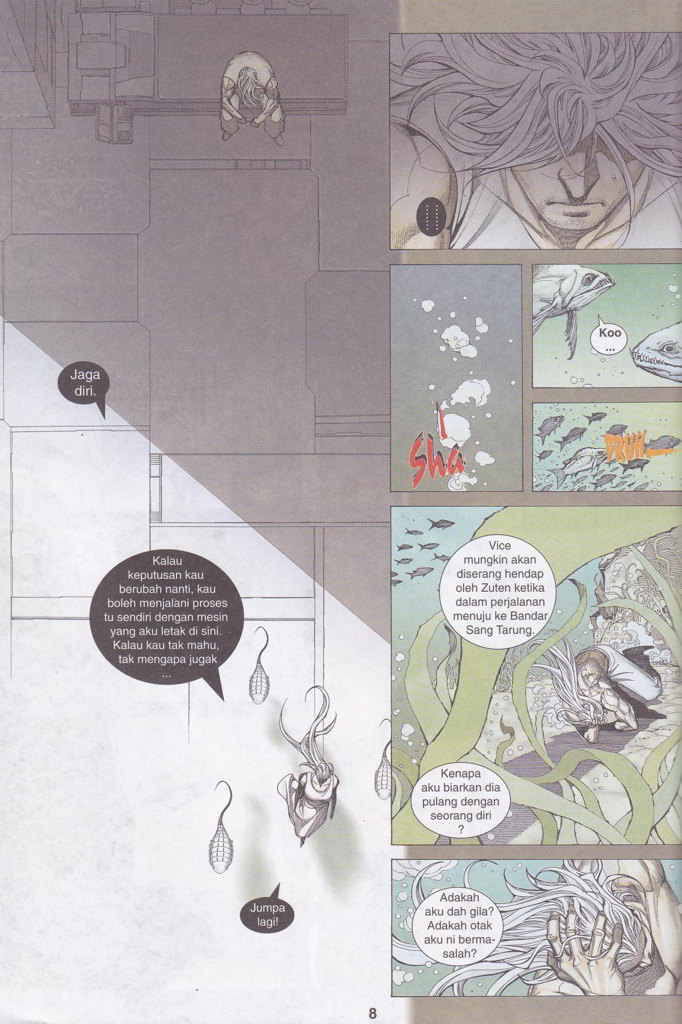 Jaga
diri.
Kalau
keputusan kau
berubah nanti, kau
boleh menjalani proses
tu sendiri dengan mesin
yang aku letak di sini.
Kalau kau tak mahu,
tak mengapa jugak
...
Jumpa
lagi!
......
Sha
Koo
...
PRUH
Vice
mungkin akan
diserang hendap
oleh Zuten ketika
dalam perjalanan
menuju ke Bandar
Sang Tarung.
Kenapa
aku biarkan dia
pulang dengan
seorang diri
?
Adakah
aku dah gila?
Adakah otak
aku ni berma-
salah?
8